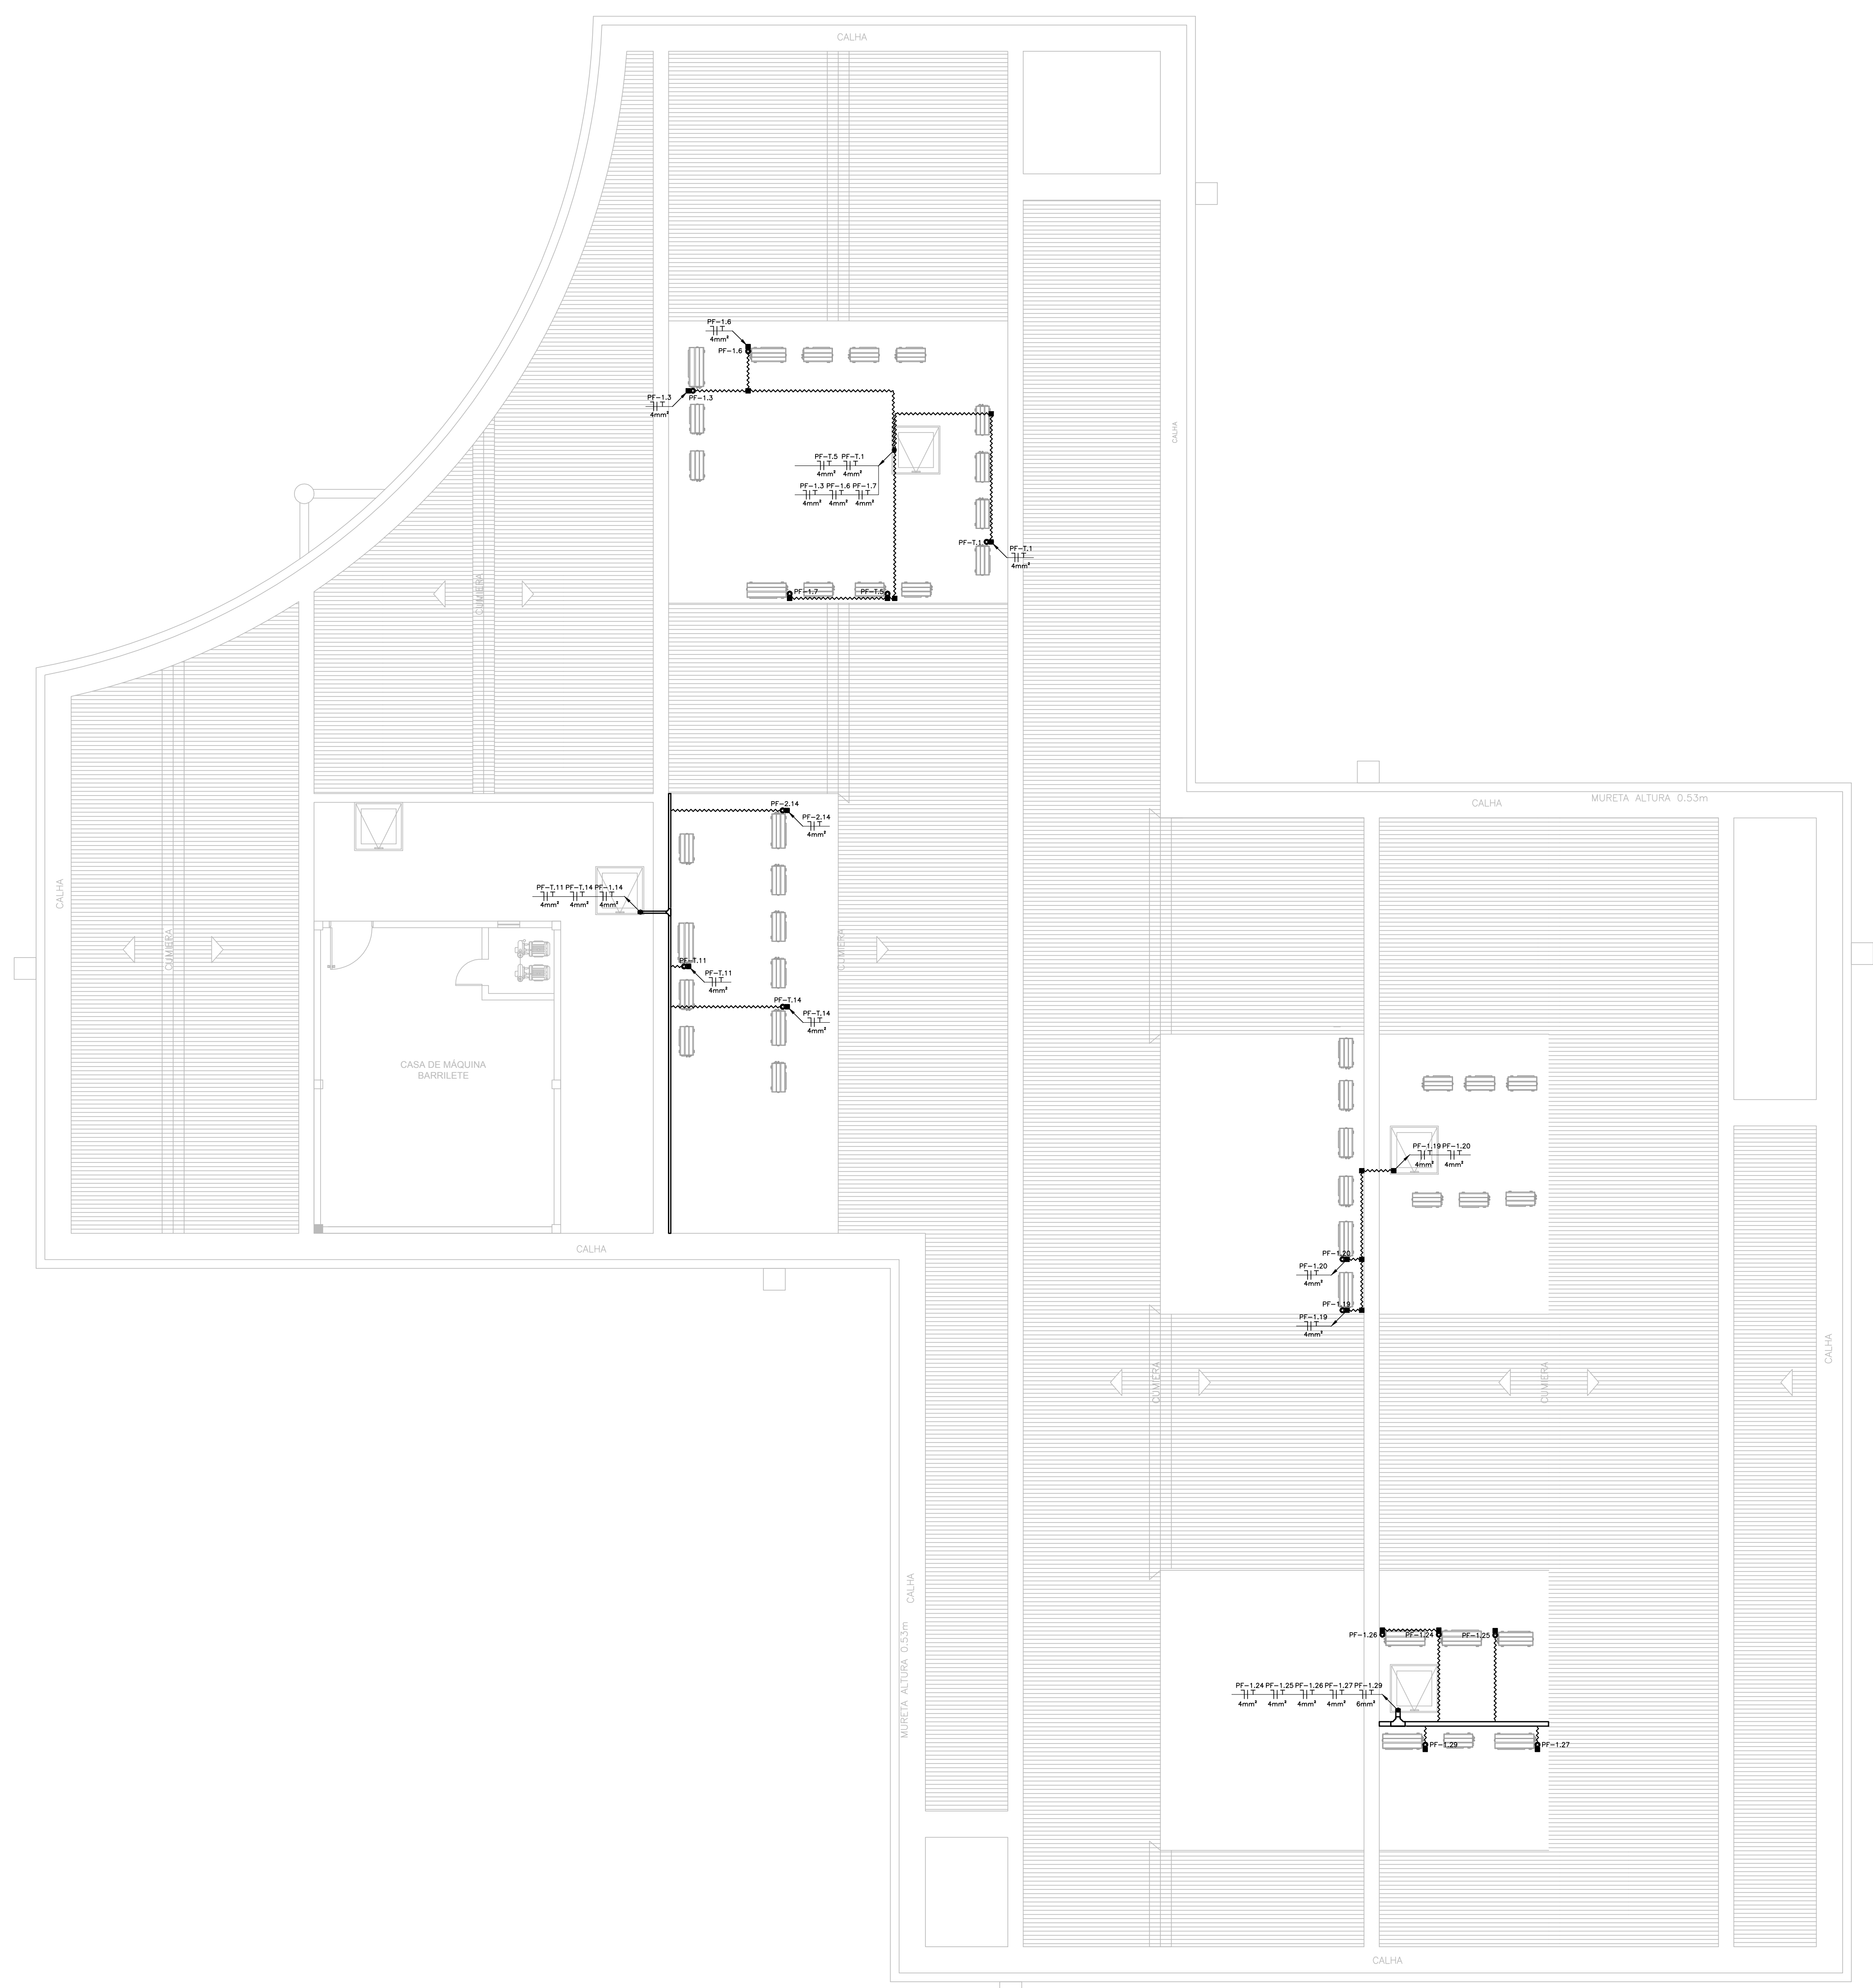 CALHA
PF-1.6
4mm²
PF-1.6
PF-1.3
4mm²
PF-1.3
CALHA
PF-T.5 PF-T.1
4mm² 4mm²
PF-1.3 PF-1.6 PF-1.7
4mm² 4mm² 4mm²
PF-T.1
PF-T.1
4mm²
PF-1.7
PF-T.5
CUMIERA
CALHA
MURETA ALTURA 0.53m
PF-2.14
PF-2.14
4mm²
CALHA
PF-T.11 PF-T.14 PF-1.14
4mm² 4mm² 4mm²
CUMIERA
CUMIERA
PF-T.11
PF-T.11
4mm²
PF-T.14
PF-T.14
4mm²
CASA DE MÁQUINA
BARRILETE
PF-1.19 PF-1.20
4mm² 4mm²
CALHA
PF-1.20
PF-1.20
4mm²
PF-1.19
PF-1.19
4mm²
CALHA
CUMIERA
CUMIERA
CALHA
MURETA ALTURA 0.53m
PF-1.26
PF-1.24
PF-1.25
PF-1.24 PF-1.25 PF-1.26 PF-1.27 PF-1.29
4mm² 4mm² 4mm² 4mm² 6mm²
PF-1.29
PF-1.27
CALHA